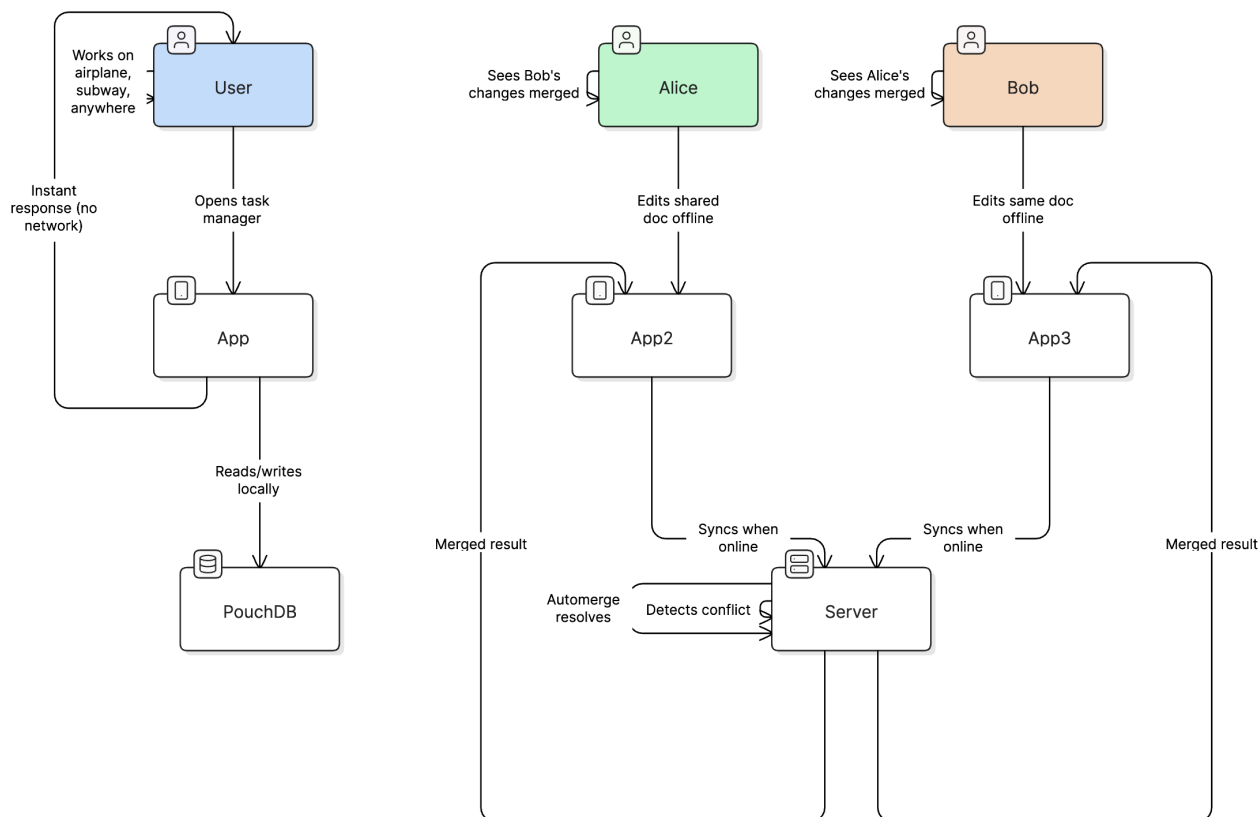 Works on
airplane,
subway,
anywhere
User
Sees Bob's
changes merged
Alice
Sees Alice's
changes merged
Bob
Instant
response (no
network)
Opens task
manager
Edits shared
doc offline
Edits same doc
offline
App
App2
App3
Reads/writes
locally
Merged result
Syncs when
online
Syncs when
online
Merged result
PouchDB
Automerge
resolves
Detects conflict
Server